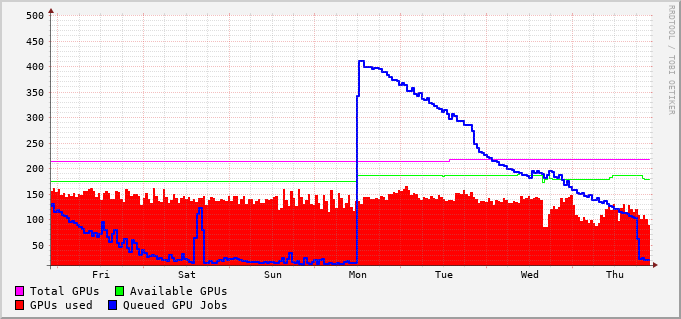 500
450
400
350
300
250
200
150
100
50
Fri Sat Sun Mon Tue Wed Thu
Total GPUs Available GPUs
GPUs used Queued GPU Jobs
RRDTOOL / TOBI OETIKER